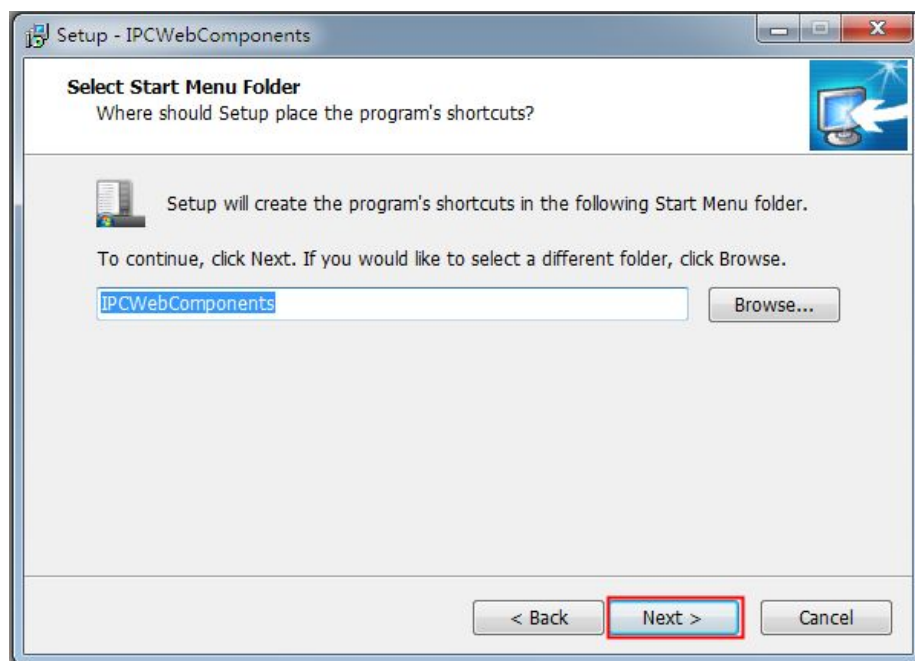 Setup - IPCWebComponents
Select Start Menu Folder
Where should Setup place the program's shortcuts?
Setup will create the program's shortcuts in the following Start Menu folder.
To continue, click Next. If you would like to select a different folder, click Browse.
IPCWebComponents
Browse...
< Back
Next >
Cancel